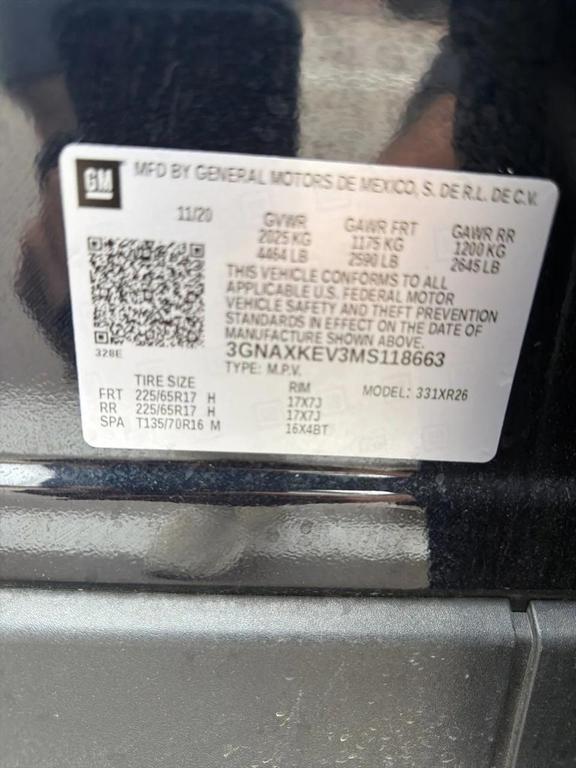 GM MFD BY GENERAL MOTORS DE MEXICO, S. DE R.L. DE C.V.
11/20 GVWR GAWR FRT GAWR RR
2025 KG 1175 KG 1200 KG
4464 LB 2590 LB 2645 LB
THIS VEHICLE CONFORMS TO ALL
APPLICABLE U.S. FEDERAL MOTOR
VEHICLE SAFETY AND THEFT PREVENTION
STANDARDS IN EFFECT ON THE DATE OF
MANUFACTURE SHOWN ABOVE.
328E 3GNAXKEV3MS118663
TYPE: M.P.V.
TIRE SIZE RIM MODEL: 331XR26
FRT 225/65R17 H 17X7J
RR 225/65R17 H 17X7J
SPA T135/70R16 M 16X4BT